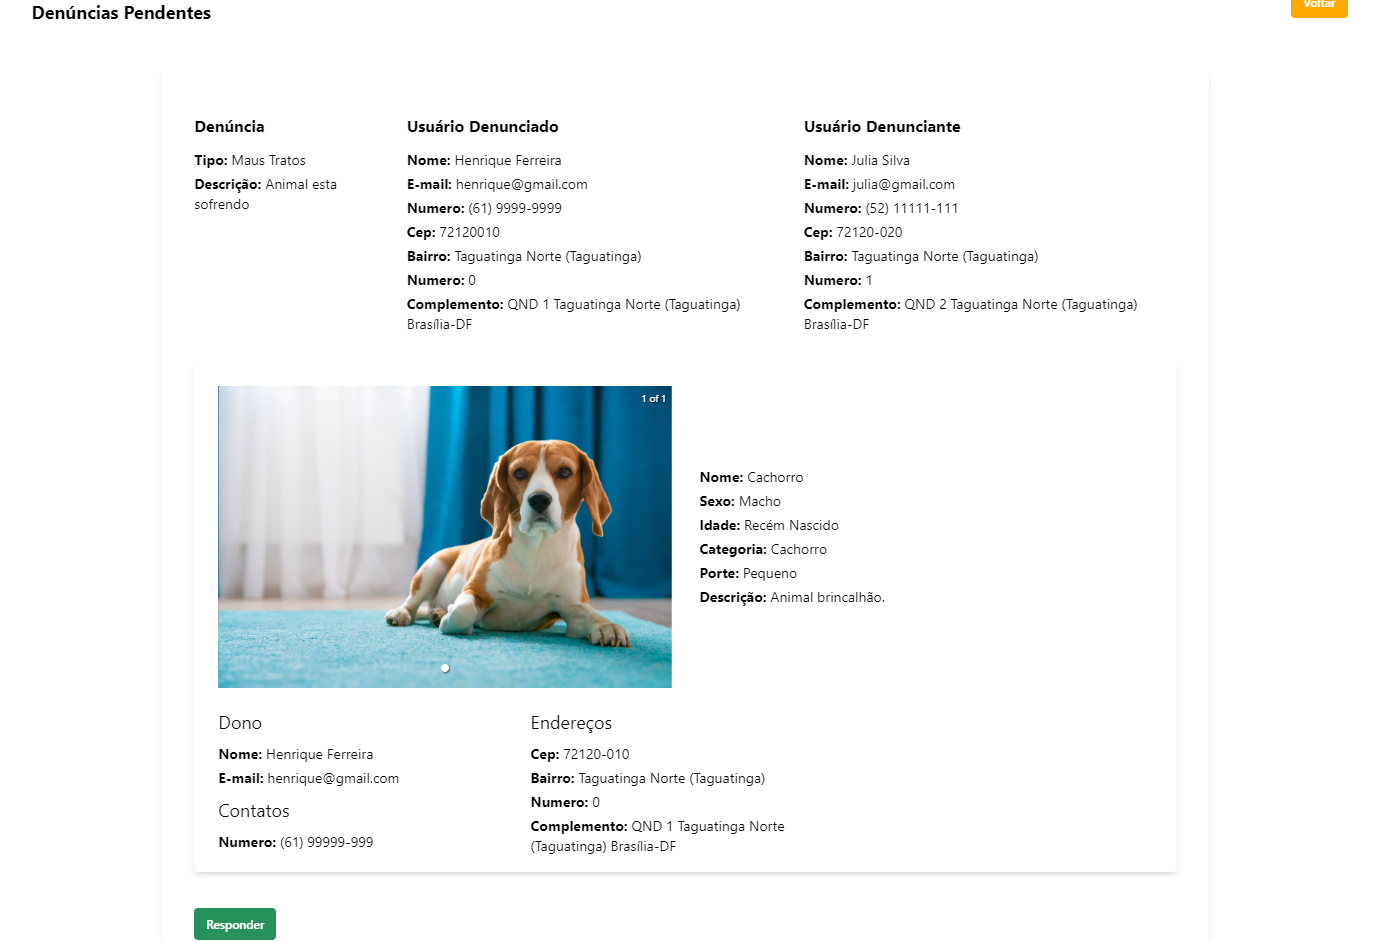 Denúncias Pendentes
Voltar
Denúncia
Tipo: Maus Tratos
Descrição: Animal esta
sofrendo
Usuário Denunciado
Nome: Henrique Ferreira
E-mail: henrique@gmail.com
Numero: (61) 9999-9999
Cep: 72120010
Bairro: Taguatinga Norte (Taguatinga)
Numero: 0
Complemento: QND 1 Taguatinga Norte (Taguatinga)
Brasília-DF
Usuário Denunciante
Nome: Julia Silva
E-mail: julia@gmail.com
Numero: (52) 11111-111
Cep: 72120-020
Bairro: Taguatinga Norte (Taguatinga)
Numero: 1
Complemento: QND 2 Taguatinga Norte (Taguatinga)
Brasília-DF
1 of 1
Nome: Cachorro
Sexo: Macho
Idade: Recém Nascido
Categoria: Cachorro
Porte: Pequeno
Descrição: Animal brincalhão.
Dono
Nome: Henrique Ferreira
E-mail: henrique@gmail.com
Contatos
Numero: (61) 99999-999
Endereços
Cep: 72120-010
Bairro: Taguatinga Norte (Taguatinga)
Numero: 0
Complemento: QND 1 Taguatinga Norte
(Taguatinga) Brasília-DF
Responder